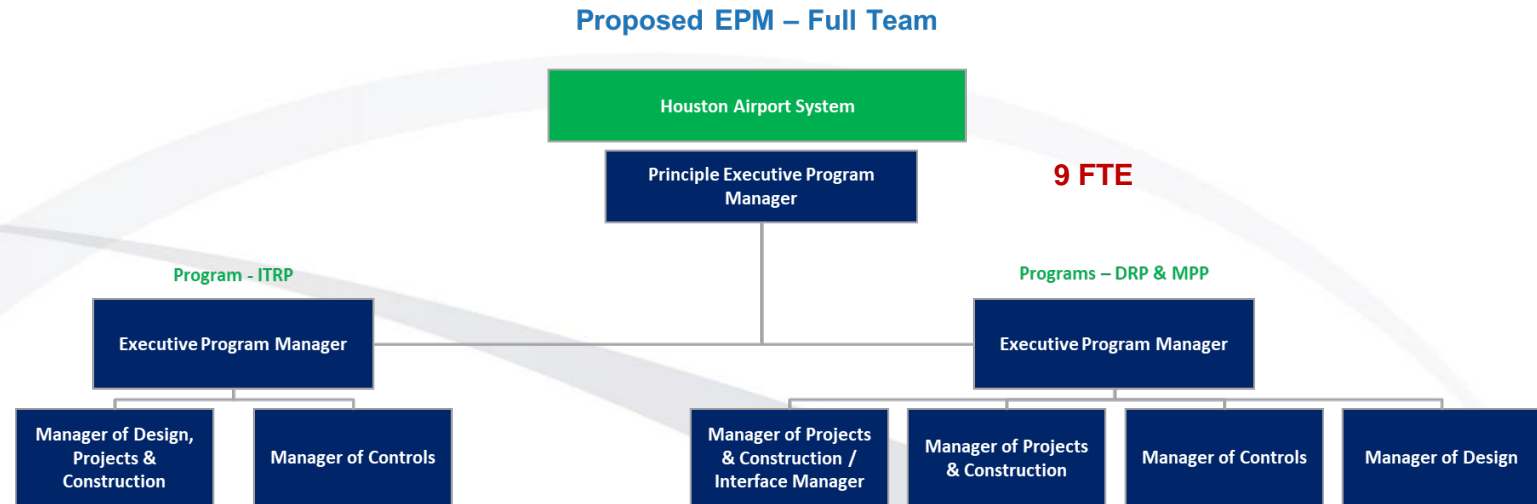 Proposed EPM – Full Team
Houston Airport System
Principle Executive Program
Manager
9 FTE
Program - ITRP
Programs – DRP & MPP
Executive Program Manager
Executive Program Manager
Manager of Design,
Projects &
Construction
Manager of Controls
Manager of Projects
& Construction /
Interface Manager
Manager of Projects
& Construction
Manager of Controls
Manager of Design